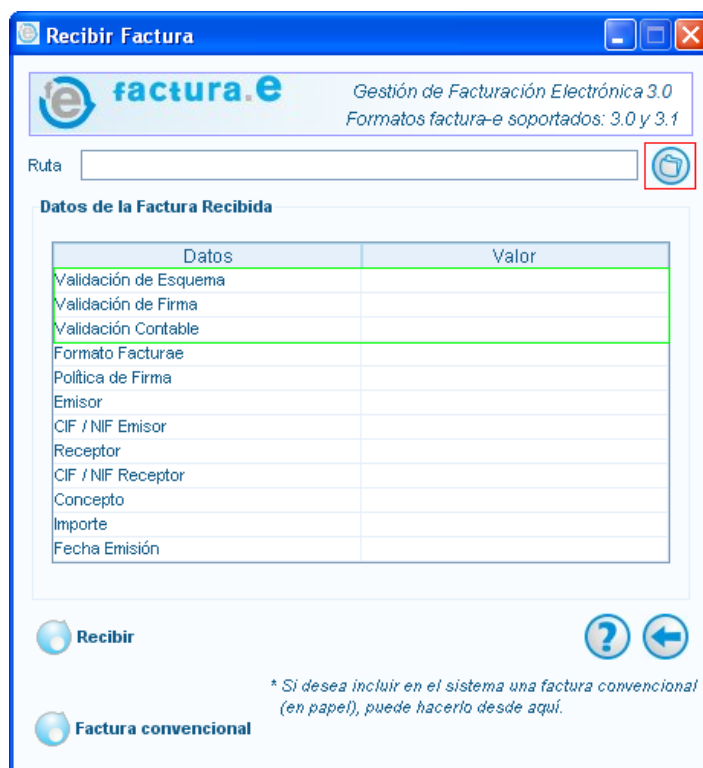 Recibir Factura
factura.e
Gestión de Facturación Electrónica 3.0
Formatos factura-e soportados: 3.0 y 3.1
Ruta
Datos de la Factura Recibida
Datos Valor
Validación de Esquema
Validación de Firma
Validación Contable
Formato Facturae
Política de Firma
Emisor
CIF / NIF Emisor
Receptor
CIF / NIF Receptor
Concepto
Importe
Fecha Emisión
Recibir
?
* Si desea incluir en el sistema una factura convencional
(en papel), puede hacerlo desde aquí.
Factura convencional